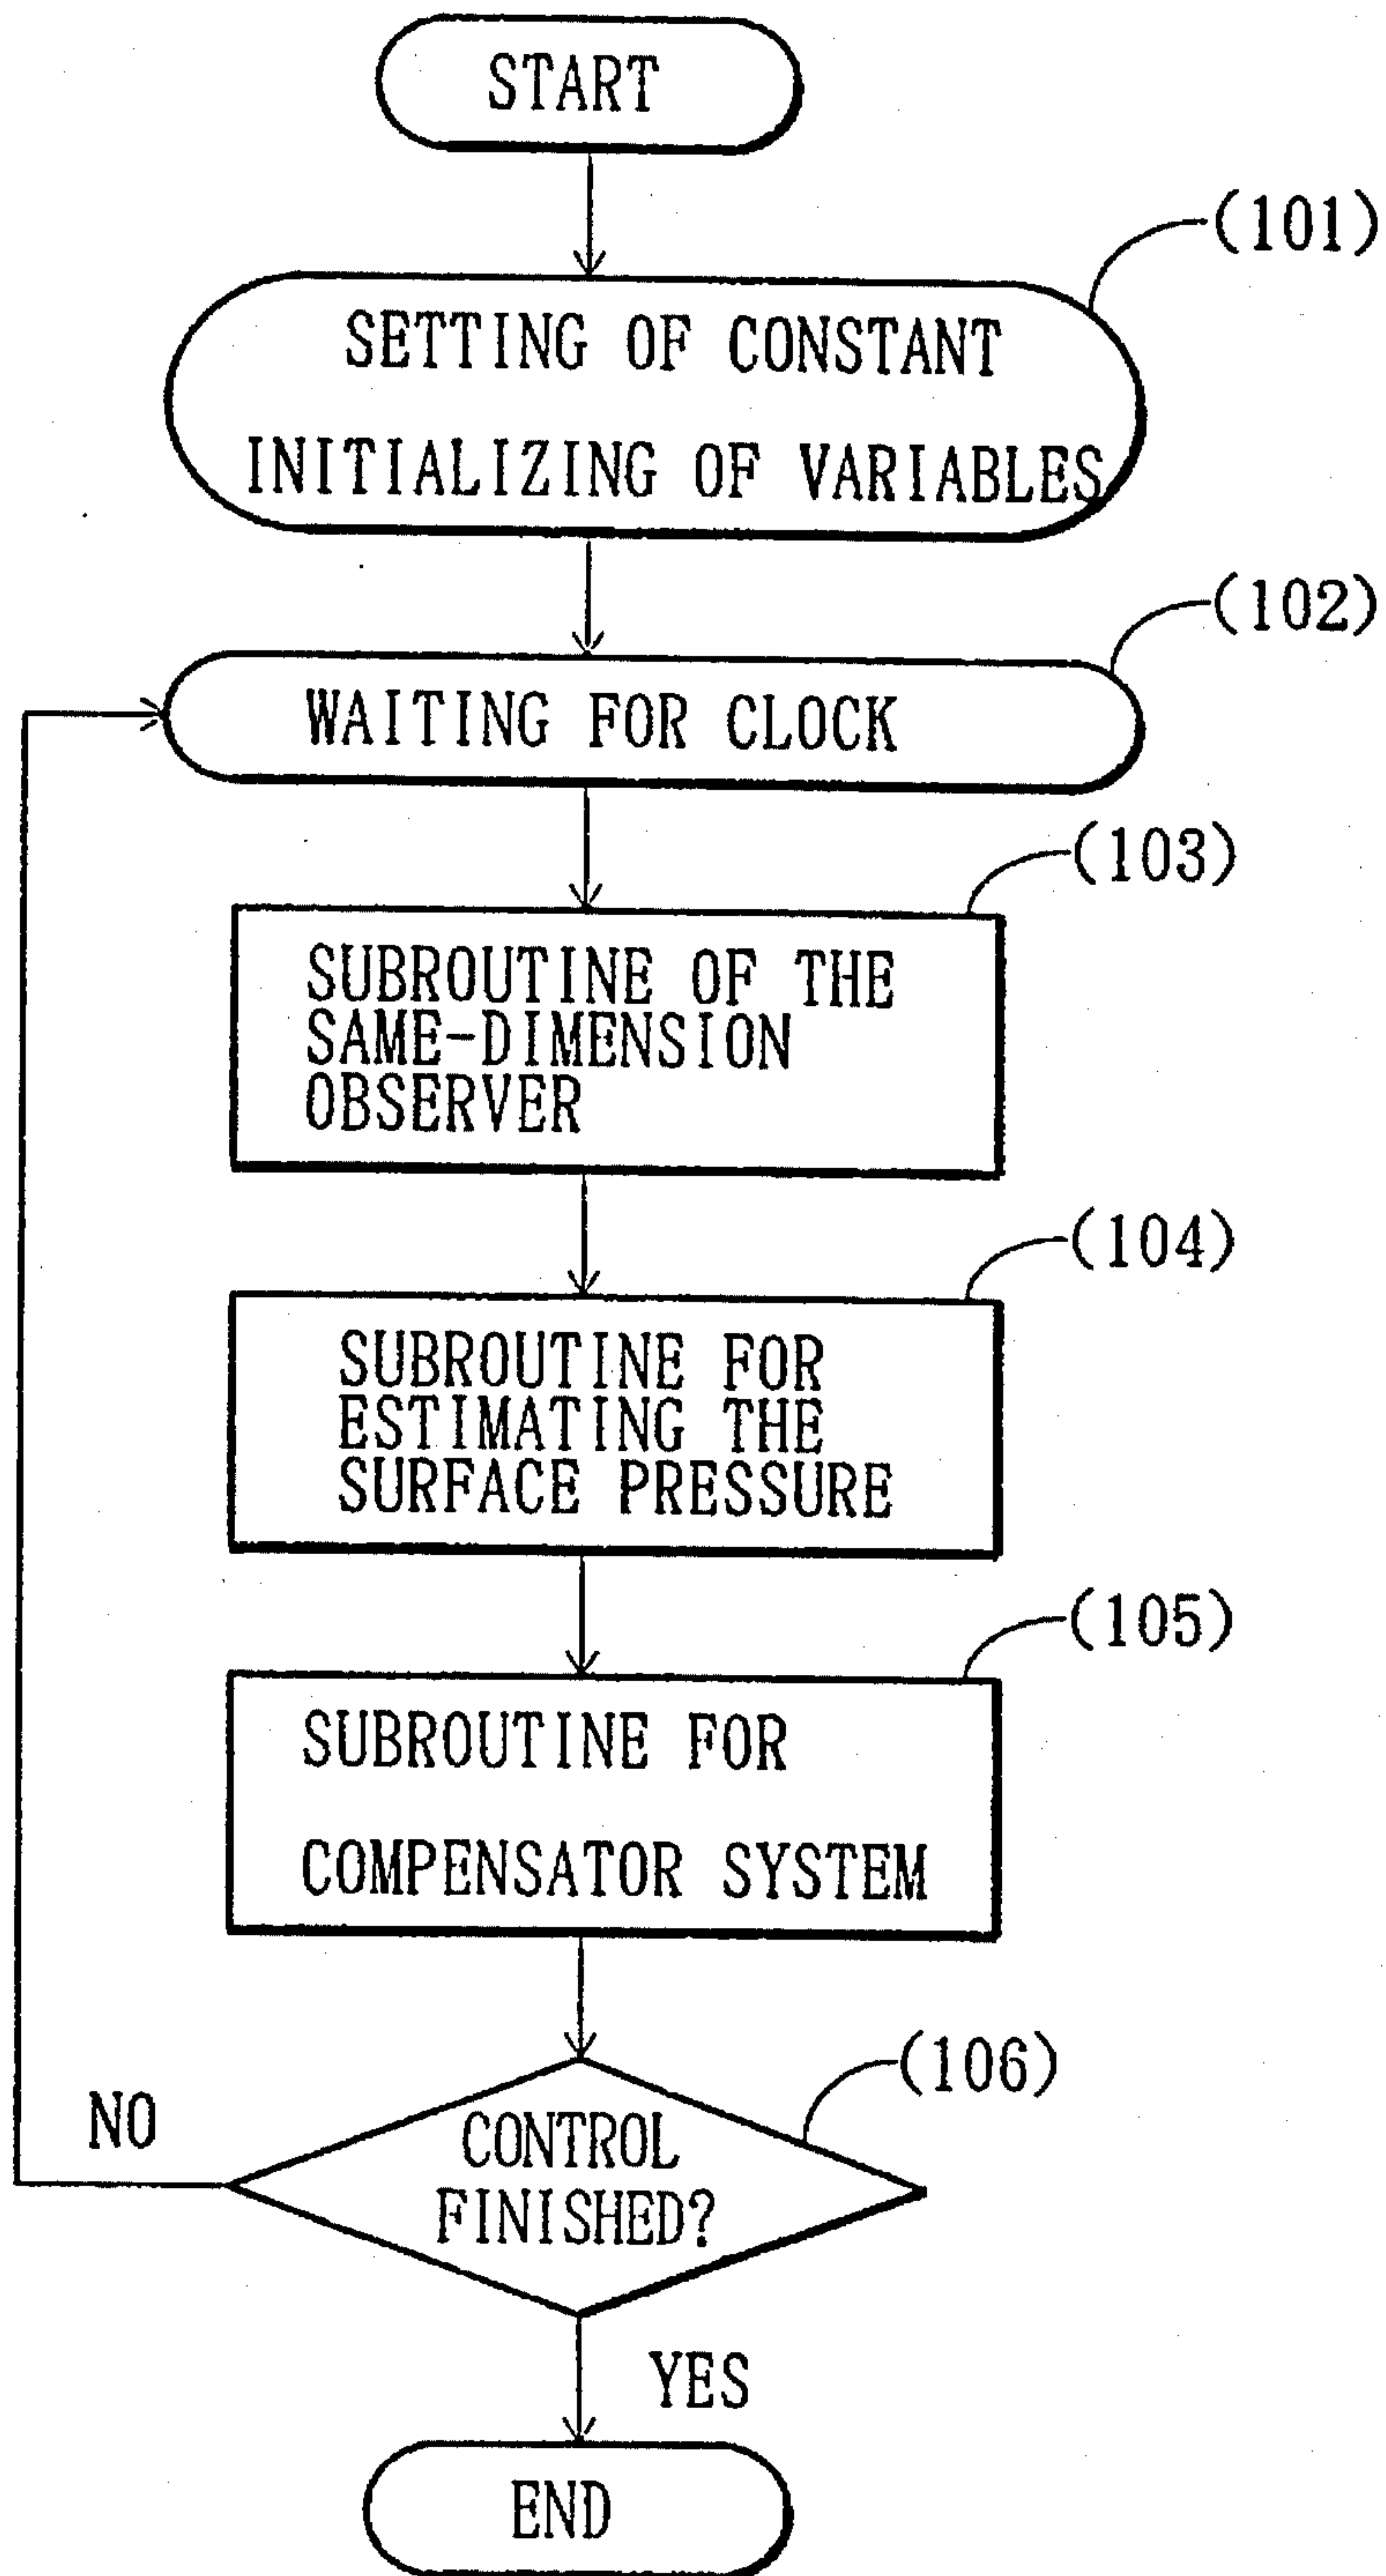 START
(101)
SETTING OF CONSTANT
INITIALIZING OF VARIABLES
(102)
WAITING FOR CLOCK
(103)
SUBROUTINE OF THE
SAME-DIMENSION
OBSERVER
(104)
SUBROUTINE FOR
ESTIMATING THE
SURFACE PRESSURE
(105)
SUBROUTINE FOR
COMPENSATOR SYSTEM
(106)
NO
CONTROL
FINISHED?
YES
END